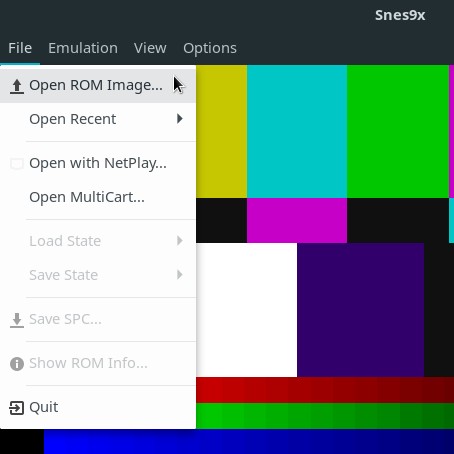 Snes9x
File Emulation View Options
Open ROM Image...
Open Recent
Open with NetPlay...
Open MultiCart...
Load State
Save State
Save SPC...
Show ROM Info...
Quit